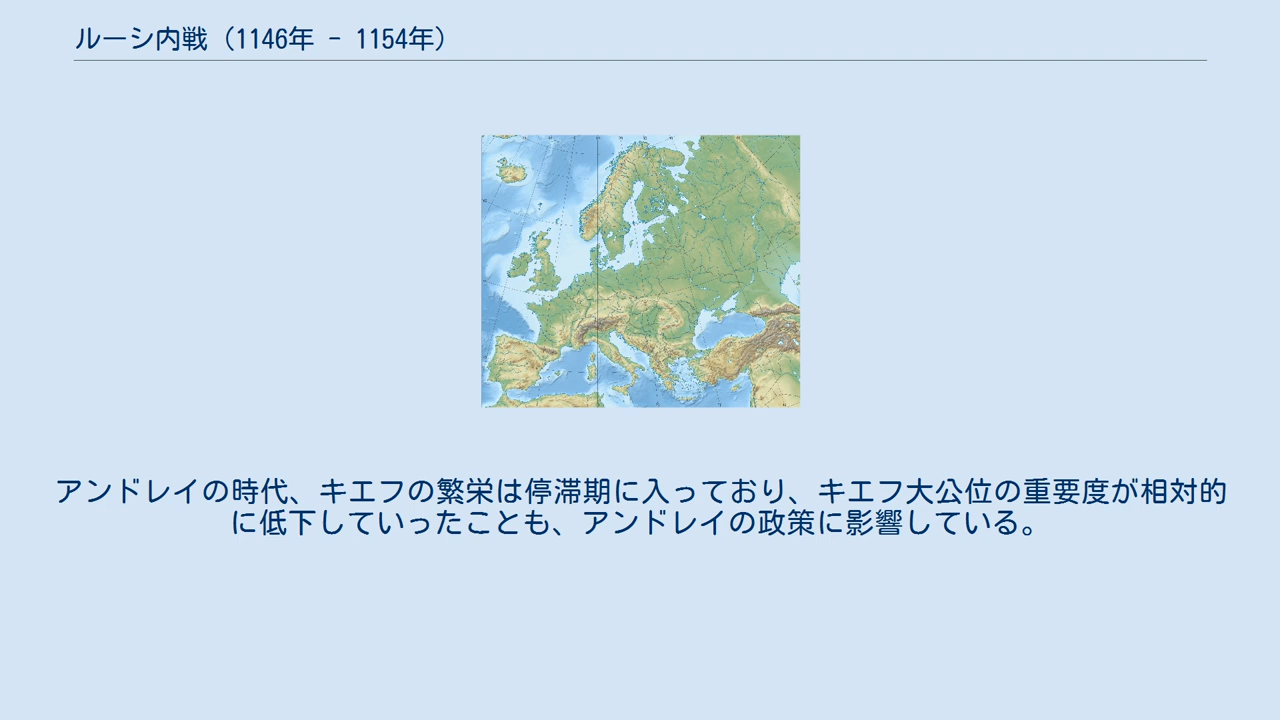 ルーシ内戦（1146年 - 1154年）
アンドレイの時代、キエフの繁栄は停滞期に入っており、キエフ大公位の重要度が相対的
に低下していったことも、アンドレイの政策に影響している。